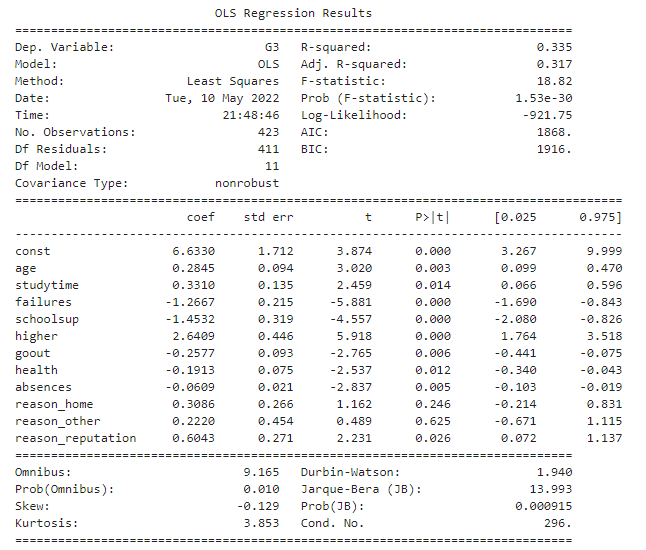 OLS Regression Results
==============================================================================
Dep. Variable: G3 R-squared: 0.335
Model: OLS Adj. R-squared: 0.317
Method: Least Squares F-statistic: 18.82
Date: Tue, 10 May 2022 Prob (F-statistic): 1.53e-30
Time: 21:48:46 Log-Likelihood: -921.75
No. Observations: 423 AIC: 1868.
Df Residuals: 411 BIC: 1916.
Df Model: 11
Covariance Type: nonrobust
=====================================================================================
coef std err t P>|t| [0.025 0.975]
-------------------------------------------------------------------------------------
const 6.6330 1.712 3.874 0.000 3.267 9.999
age 0.2845 0.094 3.020 0.003 0.099 0.470
studytime 0.3310 0.135 2.459 0.014 0.066 0.596
failures -1.2667 0.215 -5.881 0.000 -1.690 -0.843
schoolsup -1.4532 0.319 -4.557 0.000 -2.080 -0.826
higher 2.6409 0.446 5.918 0.000 1.764 3.518
goout -0.2577 0.093 -2.765 0.006 -0.441 -0.075
health -0.1913 0.075 -2.537 0.012 -0.340 -0.043
absences -0.0609 0.021 -2.837 0.005 -0.103 -0.019
reason_home 0.3086 0.266 1.162 0.246 -0.214 0.831
reason_other 0.2220 0.454 0.489 0.625 -0.671 1.115
reason_reputation 0.6043 0.271 2.231 0.026 0.072 1.137
==============================================================================
Omnibus: 9.165 Durbin-Watson: 1.940
Prob(Omnibus): 0.010 Jarque-Bera (JB): 13.993
Skew: -0.129 Prob(JB): 0.000915
Kurtosis: 3.853 Cond. No. 296.
==============================================================================